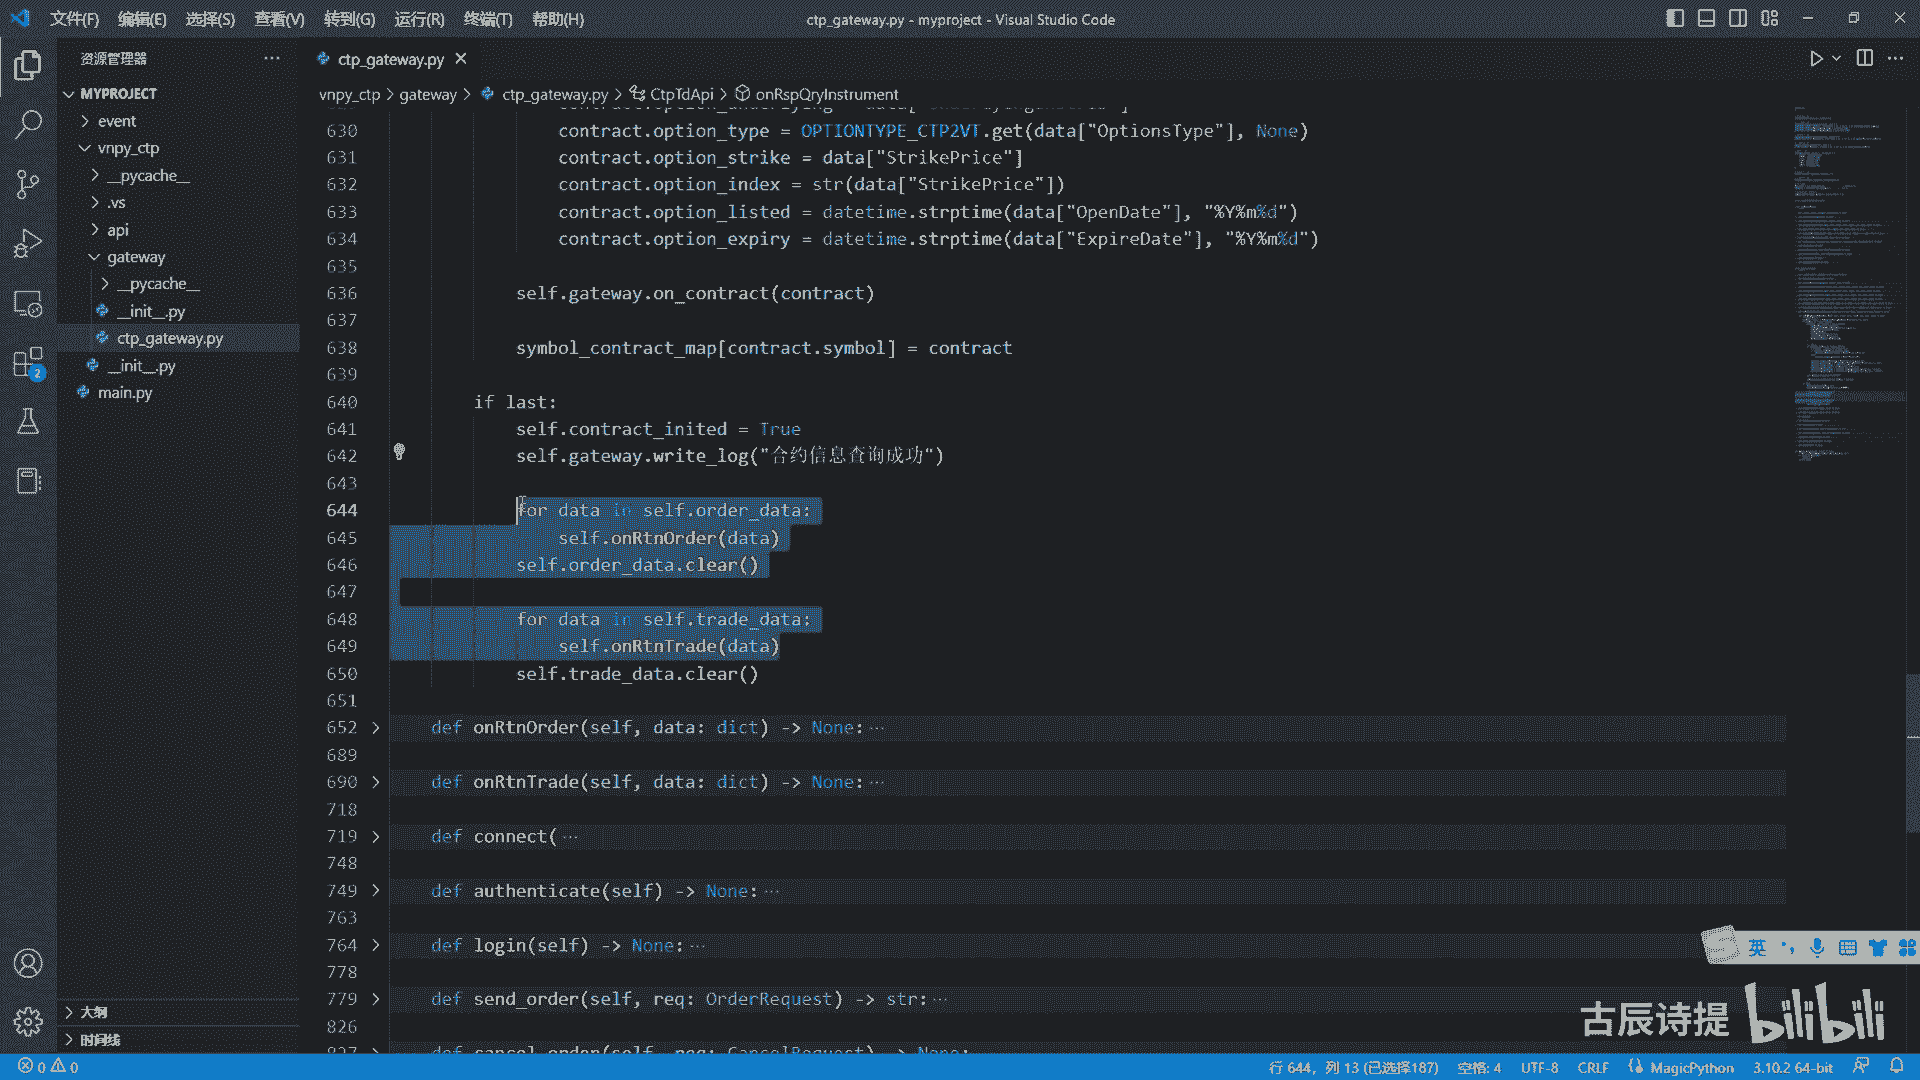 文件(F) 编辑(E) 选择(S) 查看(V) 转到(G) 运行(R) 终端(T) 帮助(H)
ctp_gateway.py - myproject - Visual Studio Code
资源管理器
MYPROJECT
event
vnpy_ctp
__pycache__
.vs
api
gateway
__pycache__
__init__.py
ctp_gateway.py
__init__.py
main.py
大纲
时间线
2
ctp_gateway.py
vnpy_ctp > gateway > ctp_gateway.py > CtpTdApi > onRspQryInstrument
630 contract.option_type = OPTIONTYPE_CTP2VT.get(data["OptionsType"], None)
631 contract.option_strike = data["StrikePrice"]
632 contract.option_index = str(data["StrikePrice"])
633 contract.option_listed = datetime.strptime(data["OpenDate"], "%Y%m%d")
634 contract.option_expiry = datetime.strptime(data["ExpireDate"], "%Y%m%d")
635
636 self.gateway.on_contract(contract)
637
638 symbol_contract_map[contract.symbol] = contract
639
640 if last:
641 self.contract_inited = True
642 self.gateway.write_log("合约信息查询成功")
643
644 for data in self.order_data:
645 self.onRtnOrder(data)
646 self.order_data.clear()
647
648 for data in self.trade_data:
649 self.onRtnTrade(data)
650 self.trade_data.clear()
651
652 def onRtnOrder(self, data: dict) -> None:…
689
690 def onRtnTrade(self, data: dict) -> None:…
718
719 def connect(…
748
749 def authenticate(self) -> None:…
763
764 def login(self) -> None:…
778
779 def send_order(self, req: OrderRequest) -> str:…
826
827 def cancel_order(self, req: CancelRequest) -> None:
英
古辰诗提 bilibili
0 0
行 644，列 13 (已选择187) 空格: 4 UTF-8 CRLF MagicPython 3.10.2 64-bit